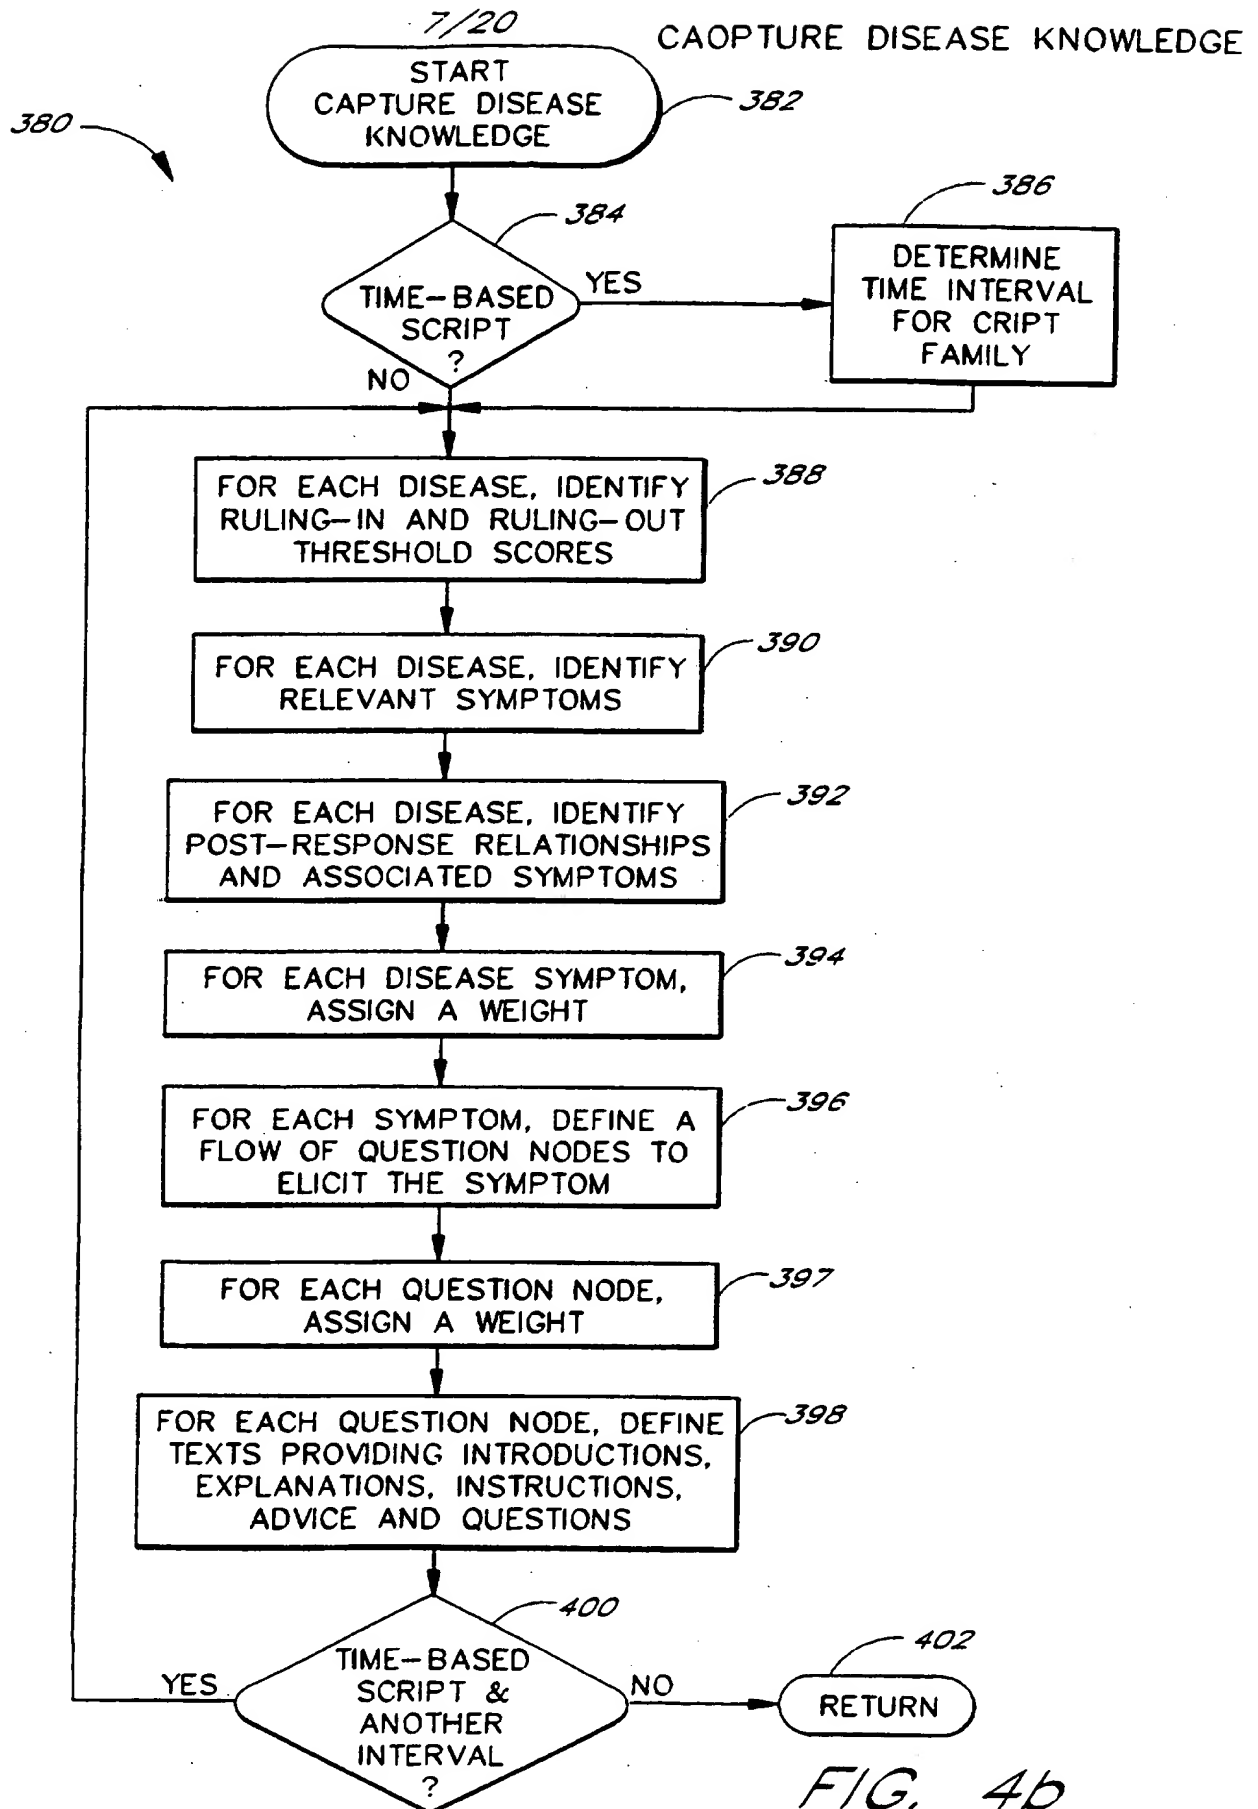 7/20
CAOPTURE DISEASE KNOWLEDGE
START
CAPTURE DISEASE
KNOWLEDGE
382
380
384
386
TIME-BASED
SCRIPT
?
YES
NO
DETERMINE
TIME INTERVAL
FOR CRIPT
FAMILY
FOR EACH DISEASE, IDENTIFY
RULING-IN AND RULING-OUT
THRESHOLD SCORES
388
FOR EACH DISEASE, IDENTIFY
RELEVANT SYMPTOMS
390
FOR EACH DISEASE, IDENTIFY
POST-RESPONSE RELATIONSHIPS
AND ASSOCIATED SYMPTOMS
392
FOR EACH DISEASE SYMPTOM,
ASSIGN A WEIGHT
394
FOR EACH SYMPTOM, DEFINE A
FLOW OF QUESTION NODES TO
ELICIT THE SYMPTOM
396
FOR EACH QUESTION NODE,
ASSIGN A WEIGHT
397
FOR EACH QUESTION NODE, DEFINE
TEXTS PROVIDING INTRODUCTIONS,
EXPLANATIONS, INSTRUCTIONS,
ADVICE AND QUESTIONS
398
400
TIME-BASED
SCRIPT &
ANOTHER
INTERVAL
?
YES
NO
402
RETURN
FIG. 4b